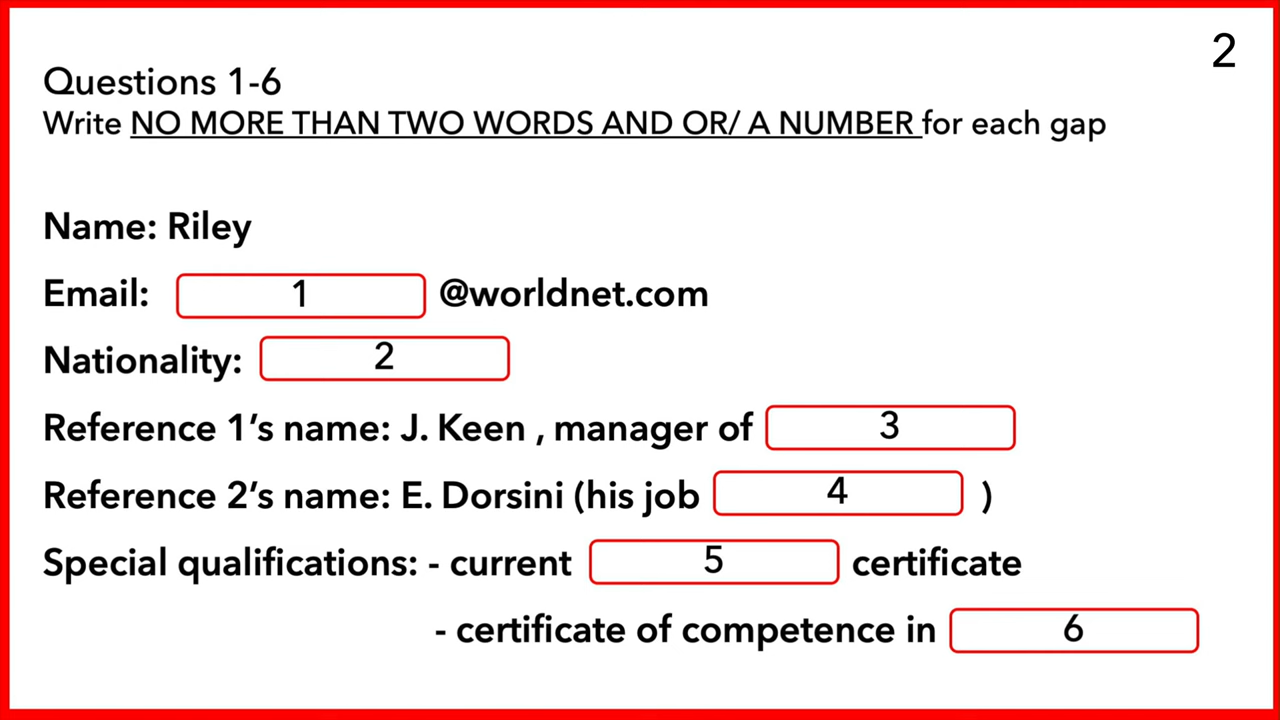 2
Questions 1-6
Write NO MORE THAN TWO WORDS AND OR/ A NUMBER for each gap
Name: Riley
Email: 1 @worldnet.com
Nationality: 2
Reference 1’s name: J. Keen , manager of 3
Reference 2’s name: E. Dorsini (his job 4 )
Special qualifications: - current 5 certificate
- certificate of competence in 6